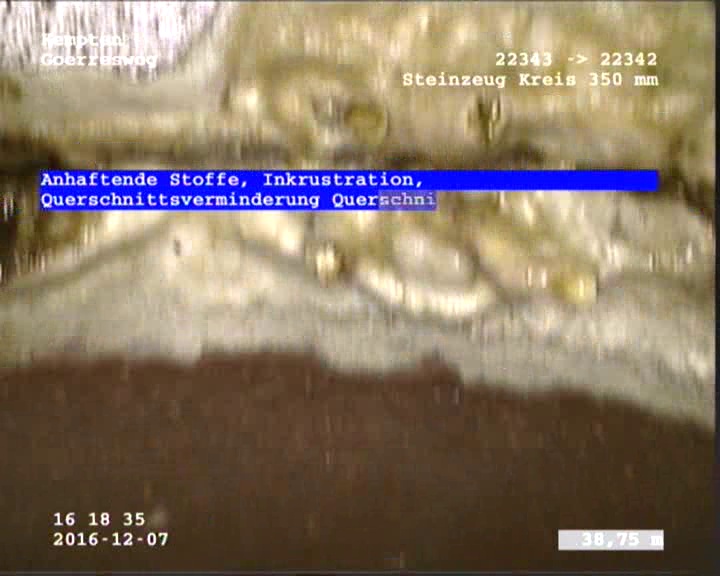 Kempten
Goerresweg
22343 -> 22342
Steinzeug Kreis 350 mm
Anhaftende Stoffe, Inkrustration,
Querschnittsverminderung Querschni
16 18 35
2016-12-07
38,75 m